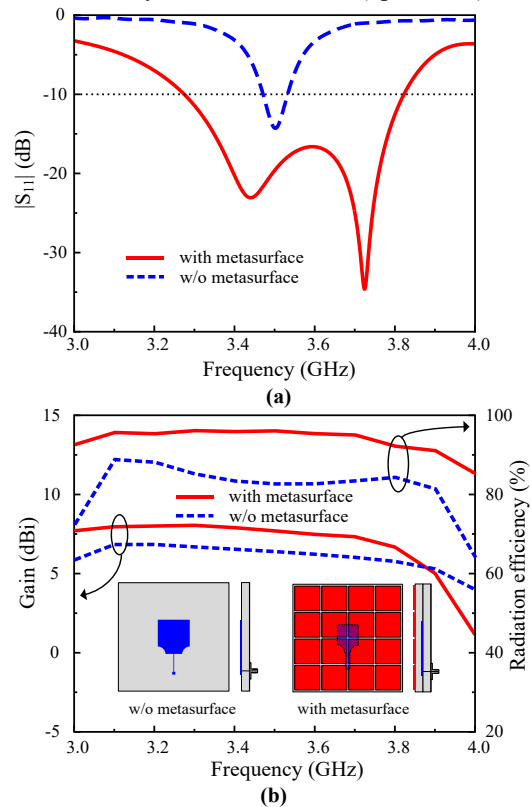 0
-10
-20
-30
-40
|S11| (dB)
with metasurface
w/o metasurface
3.0 3.2 3.4 3.6 3.8 4.0
Frequency (GHz)
(a)
15
10
5
0
-5
Gain (dBi)
100
80
60
40
20
Radiation efficiency (%)
with metasurface
w/o metasurface
w/o metasurface
with metasurface
3.0 3.2 3.4 3.6 3.8 4.0
Frequency (GHz)
(b)